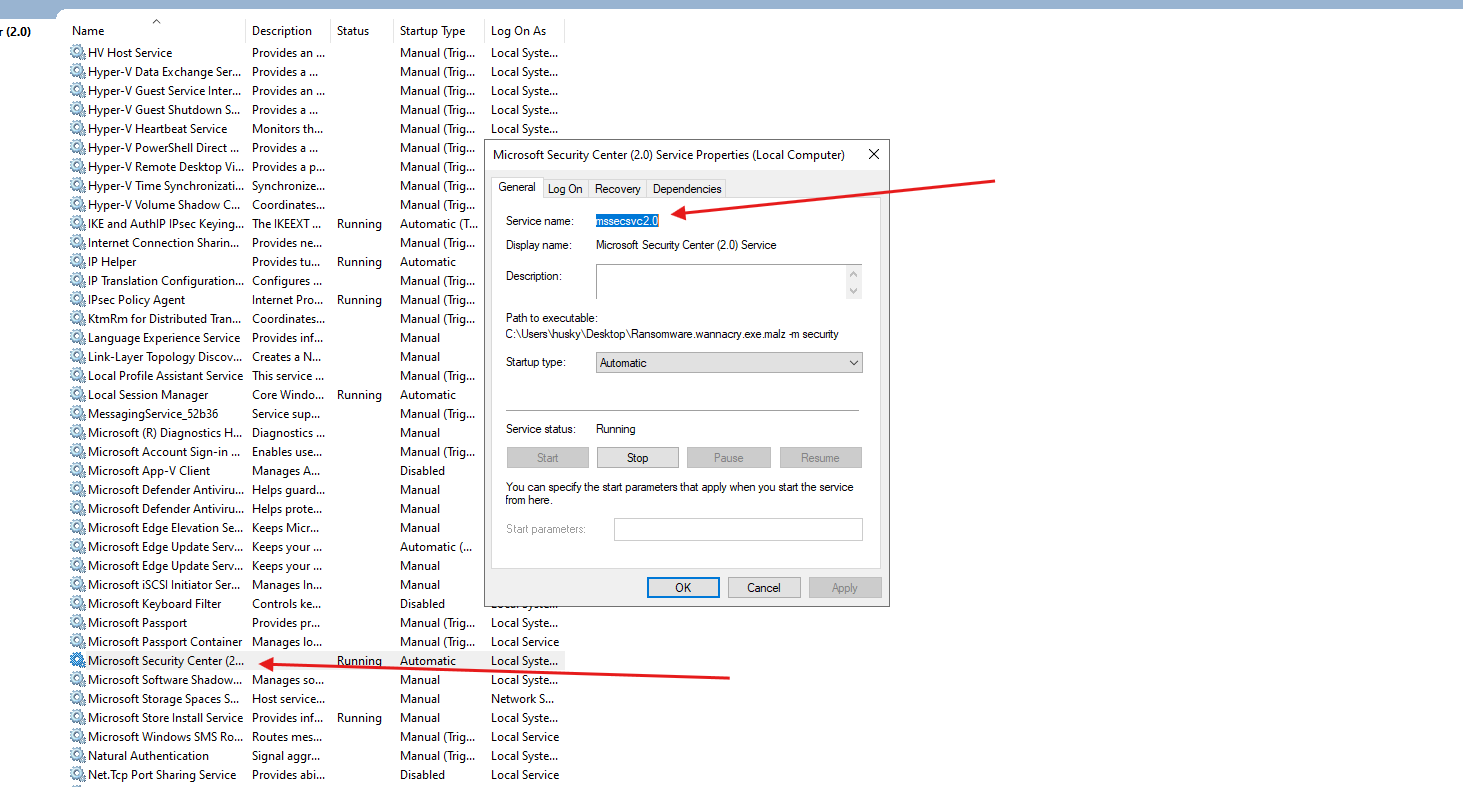 r (2.0)
Name Description Status Startup Type Log On As
HV Host Service Provides an ... Manual (Trig... Local Syste...
Hyper-V Data Exchange Ser... Provides a ... Manual (Trig... Local Syste...
Hyper-V Guest Service Inter... Provides an ... Manual (Trig... Local Syste...
Hyper-V Guest Shutdown S... Provides a ... Manual (Trig... Local Syste...
Hyper-V Heartbeat Service Monitors th... Manual (Trig... Local Syste...
Hyper-V PowerShell Direct ... Provides a ... Manual (Trig...
Hyper-V Remote Desktop Vi... Provides a p... Manual (Trig...
Hyper-V Time Synchronizati... Synchronize... Manual (Trig...
Hyper-V Volume Shadow C... Coordinates... Manual (Trig...
IKE and AuthIP IPsec Keying... The IKEEXT ... Running Automatic (T...
Internet Connection Sharin... Provides ne... Manual (Trig...
IP Helper Provides tu... Running Automatic
IP Translation Configuration... Configures ... Manual (Trig...
IPsec Policy Agent Internet Pro... Running Manual (Trig...
KtmRm for Distributed Tran... Coordinates... Manual (Trig...
Language Experience Service Provides inf... Manual
Link-Layer Topology Discov... Creates a N... Manual
Local Profile Assistant Service This service ... Manual (Trig...
Local Session Manager Core Windo... Running Automatic
MessagingService_52b36 Service sup... Manual (Trig...
Microsoft (R) Diagnostics H... Diagnostics ... Manual
Microsoft Account Sign-in ... Enables use... Manual (Trig...
Microsoft App-V Client Manages A... Disabled
Microsoft Defender Antiviru... Helps guard... Manual
Microsoft Defender Antiviru... Helps prote... Manual
Microsoft Edge Elevation Se... Keeps Micr... Manual
Microsoft Edge Update Serv... Keeps your ... Automatic (...
Microsoft Edge Update Serv... Keeps your ... Manual
Microsoft iSCSI Initiator Ser... Manages In... Manual
Microsoft Keyboard Filter Controls ke... Disabled
Microsoft Passport Provides pr... Manual (Trig... Local Syste...
Microsoft Passport Container Manages lo... Manual (Trig... Local Service
Microsoft Security Center (2... Running Automatic Local Syste...
Microsoft Software Shadow... Manages so... Manual Local Syste...
Microsoft Storage Spaces S... Host service... Manual Network S...
Microsoft Store Install Service Provides inf... Running Manual Local Syste...
Microsoft Windows SMS Ro... Routes mes... Manual (Trig... Local Service
Natural Authentication Signal aggr... Manual (Trig... Local Syste...
Net.Tcp Port Sharing Service Provides abi... Disabled Local Service
Microsoft Security Center (2.0) Service Properties (Local Computer)
General Log On Recovery Dependencies
Service name: mssecsvc2.0
Display name: Microsoft Security Center (2.0) Service
Description:
Path to executable:
C:\Users\husky\Desktop\Ransomware.wannacry.exe.malz -m security
Startup type: Automatic
Service status: Running
Start Stop Pause Resume
You can specify the start parameters that apply when you start the service
from here.
Start parameters:
OK Cancel Apply